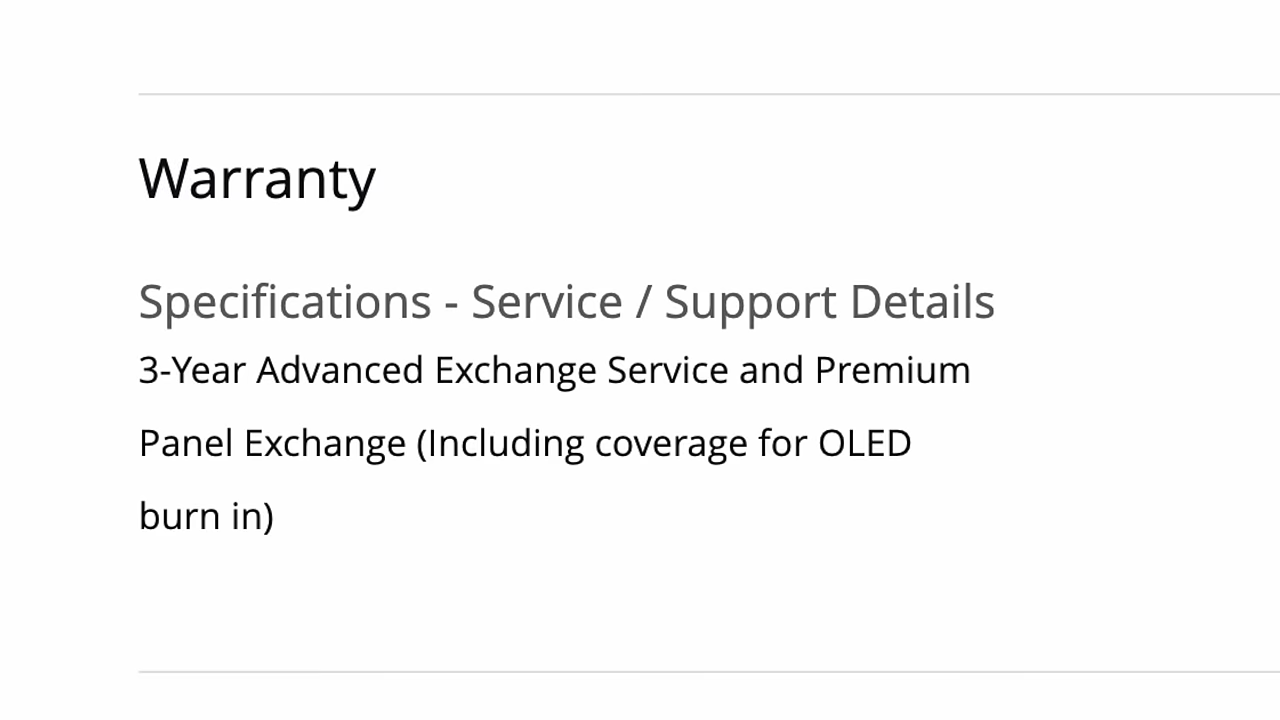 Warranty
Specifications - Service / Support Details
3-Year Advanced Exchange Service and Premium
Panel Exchange (Including coverage for OLED
burn in)